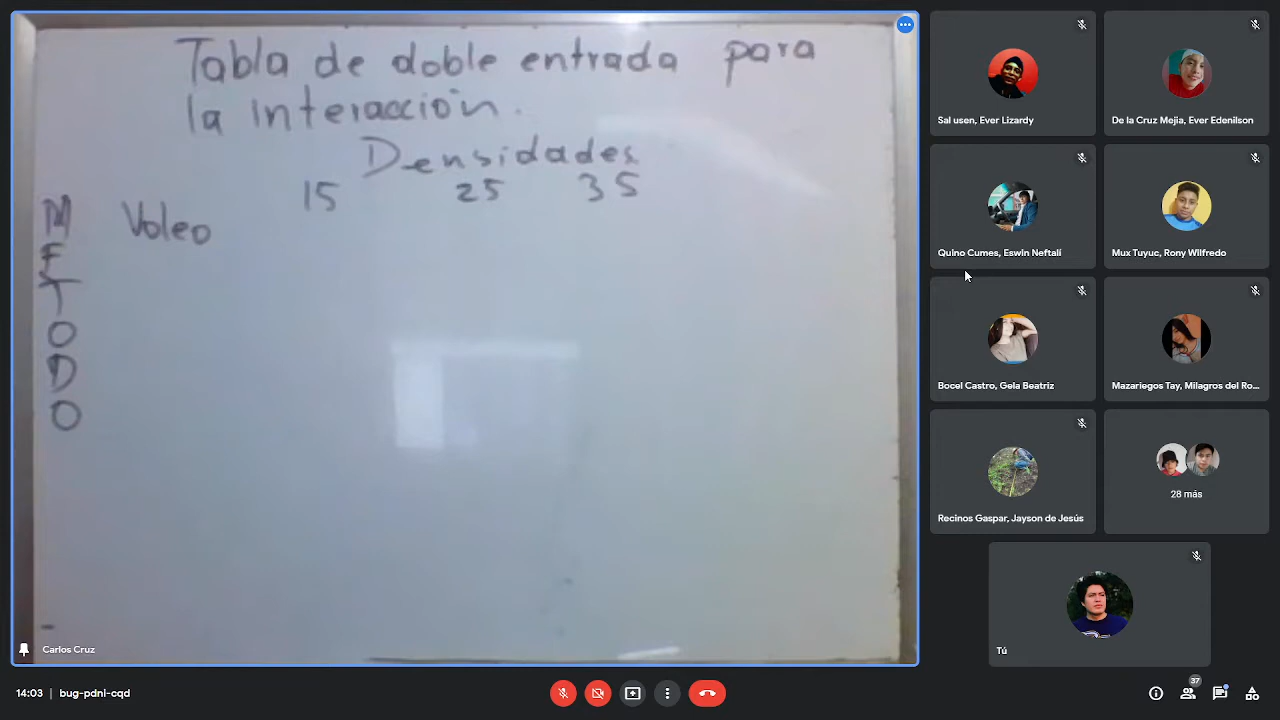 Tabla de doble entrada para
la interacción.
Densidades
15 25 35
M
E
T
O
D
O
Voleo
Carlos Cruz
Sal usen, Ever Lizardy
De la Cruz Mejia, Ever Edenilson
Quino Cumes, Eswin Neftalí
Mux Tuyuc, Rony Wilfredo
Bocel Castro, Gela Beatriz
Mazariegos Tay, Milagros del Ro...
Recinos Gaspar, Jayson de Jesús
28 más
Tú
14:03 | bug-pdnl-cqd
37